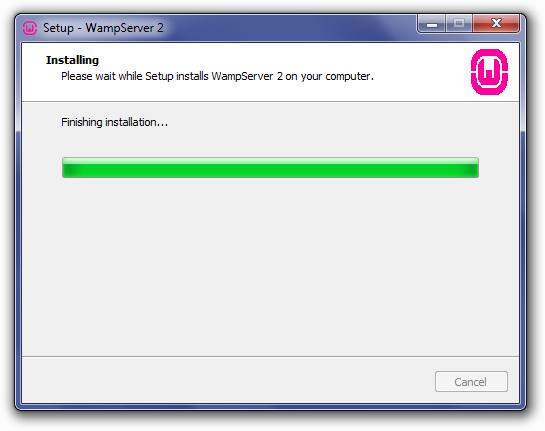 Setup - WampServer 2
Installing
Please wait while Setup installs WampServer 2 on your computer.
Finishing installation...
Cancel